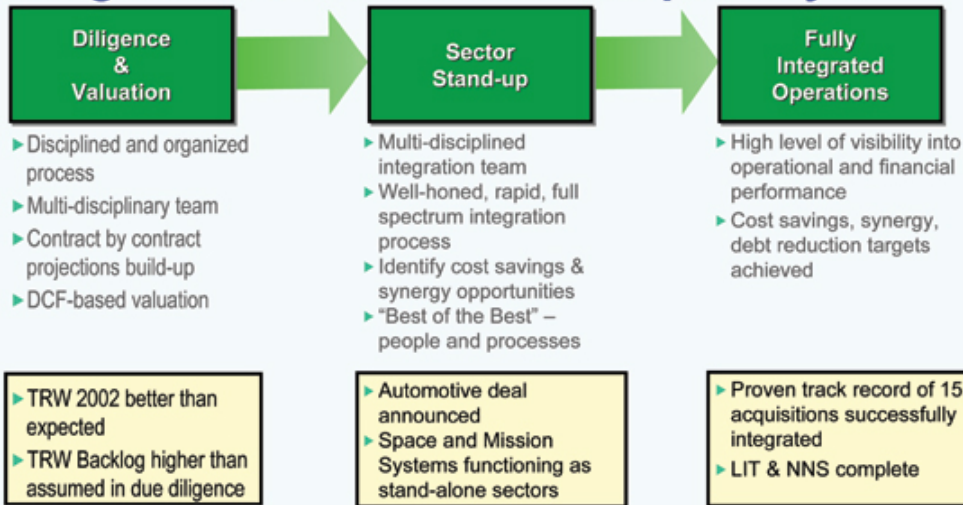 Diligence
&
Valuation
▸ Disciplined and organized
process
▸ Multi-disciplinary team
▸ Contract by contract
projections build-up
▸ DCF-based valuation
▸ TRW 2002 better than
expected
▸ TRW Backlog higher than
assumed in due diligence
Sector
Stand-up
▸ Multi-disciplined
integration team
▸ Well-honed, rapid, full
spectrum integration
process
▸ Identify cost savings &
synergy opportunities
▸ "Best of the Best" –
people and processes
▸ Automotive deal
announced
▸ Space and Mission
Systems functioning as
stand-alone sectors
Fully
Integrated
Operations
▸ High level of visibility into
operational and financial
performance
▸ Cost savings, synergy,
debt reduction targets
achieved
▸ Proven track record of 15
acquisitions successfully
integrated
▸ LIT & NNS complete